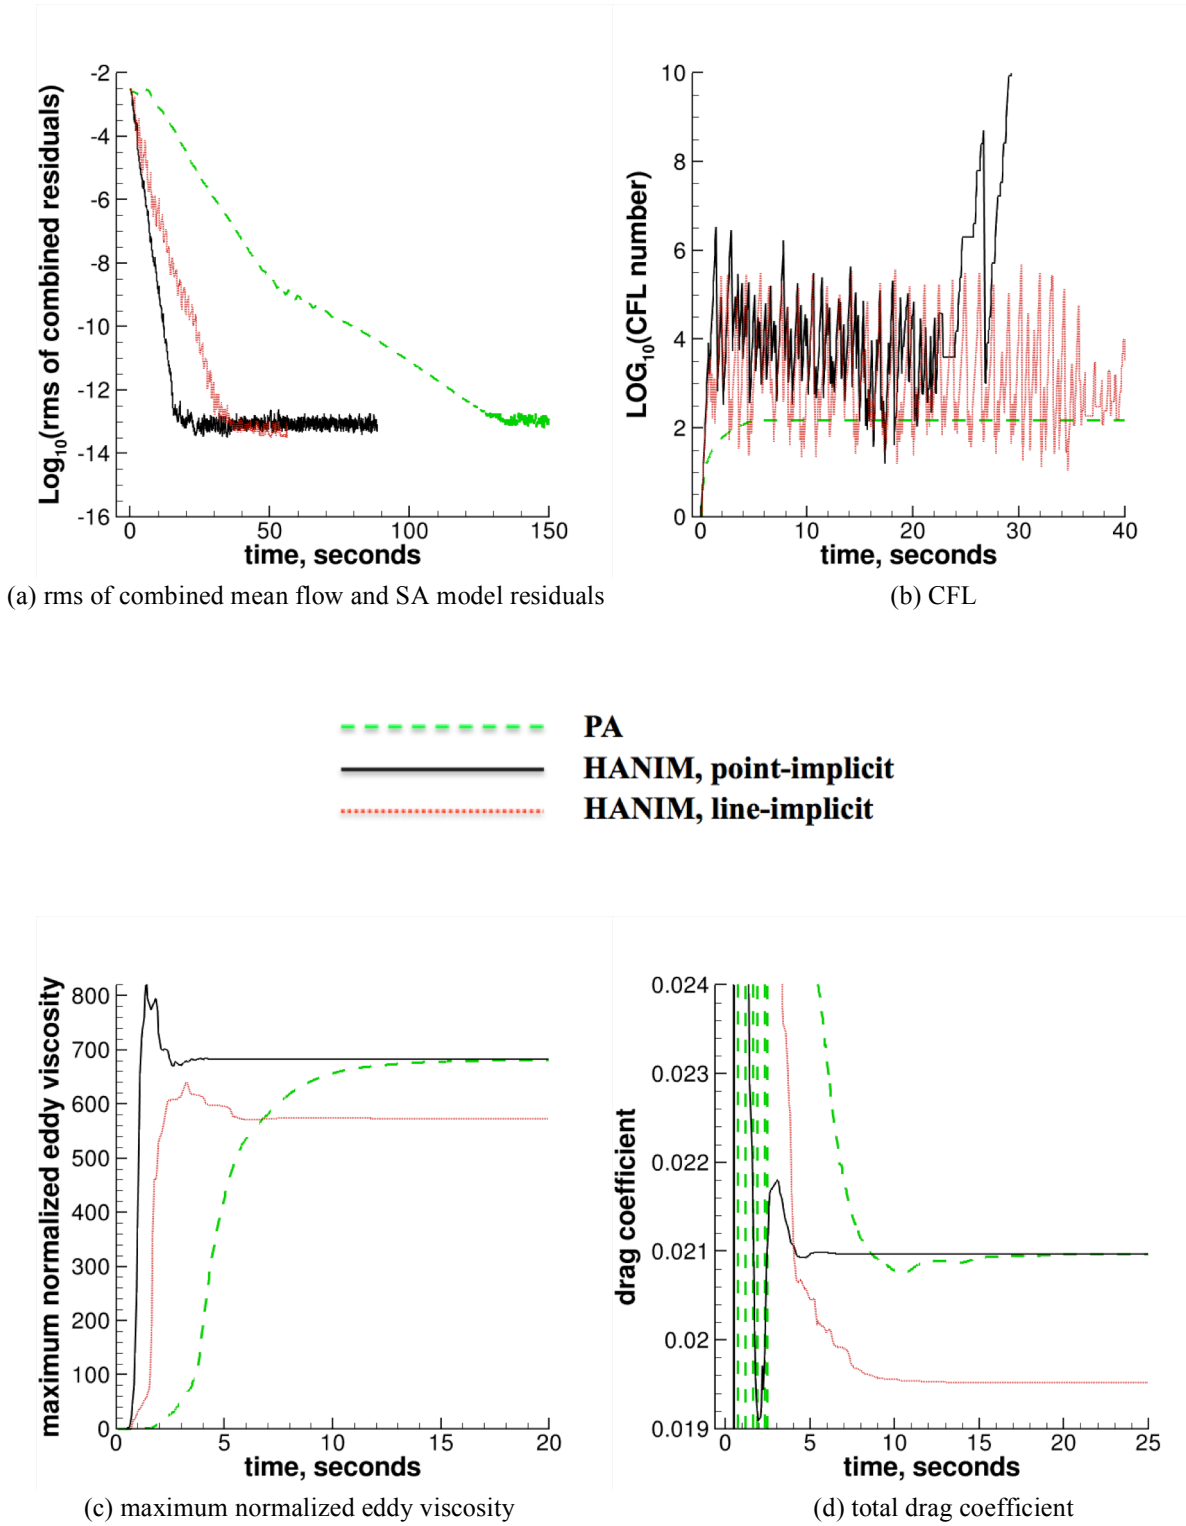 -2
-4
-6
-8
-10
-12
-14
-16
0 50 100 150
Log10(rms of combined residuals)
time, seconds
(a) rms of combined mean flow and SA model residuals
10
8
6
4
2
0
0 10 20 30 40
LOG10(CFL number)
time, seconds
(b) CFL
PA
HANIM, point-implicit
HANIM, line-implicit
800
700
600
500
400
300
200
100
0
0 5 10 15 20
maximum normalized eddy viscosity
time, seconds
(c) maximum normalized eddy viscosity
0.024
0.023
0.022
0.021
0.02
0.019
0 5 10 15 20 25
drag coefficient
time, seconds
(d) total drag coefficient